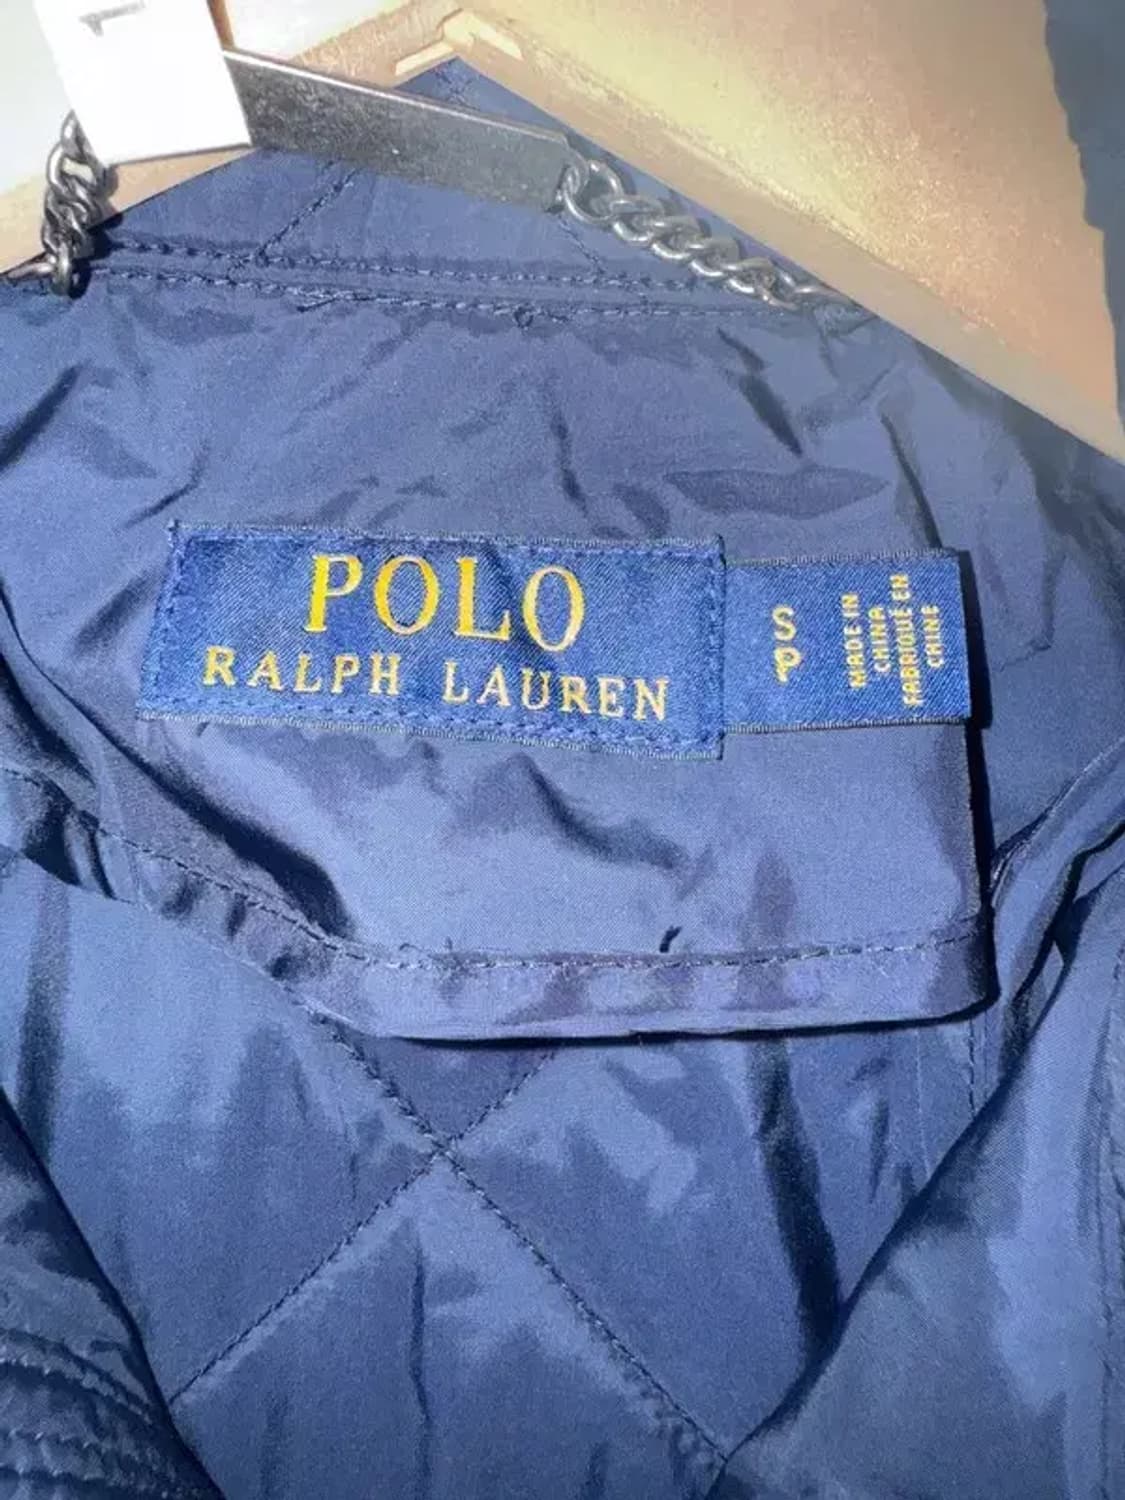 POLO
RALPH LAUREN
S
P
MADE IN
CHINA
FABRIQUÉ EN
CHINE